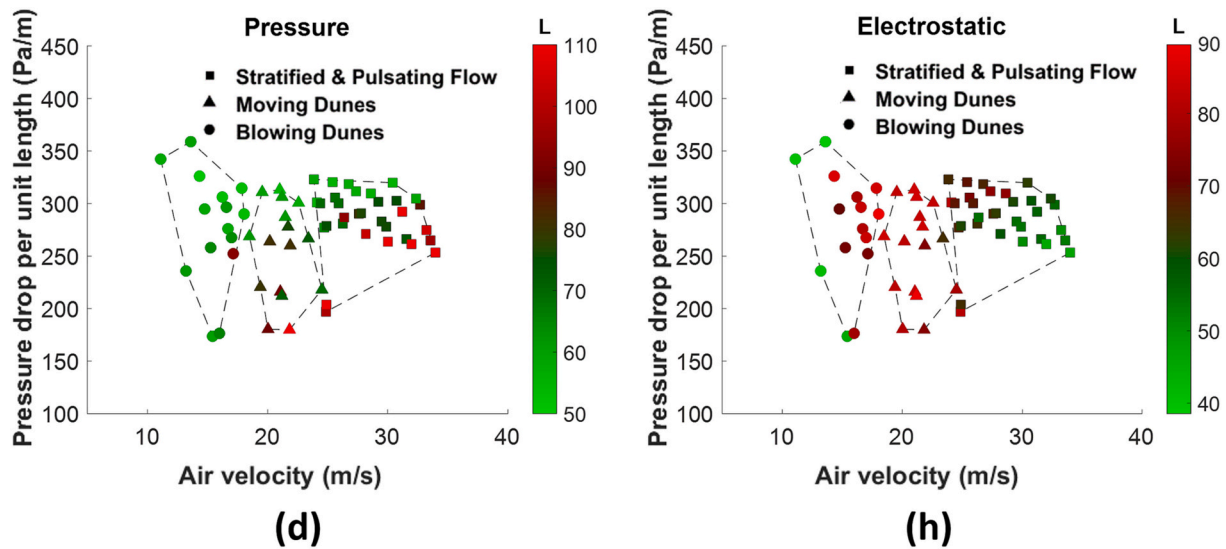 Pressure
L
Pressure drop per unit length (Pa/m)
450
400
350
300
250
200
150
100
Stratified & Pulsating Flow
Moving Dunes
Blowing Dunes
110
100
90
80
70
60
50
10
20
30
40
Air velocity (m/s)
(d)
Electrostatic
L
Pressure drop per unit length (Pa/m)
450
400
350
300
250
200
150
100
Stratified & Pulsating Flow
Moving Dunes
Blowing Dunes
90
80
70
60
50
40
10
20
30
40
Air velocity (m/s)
(h)